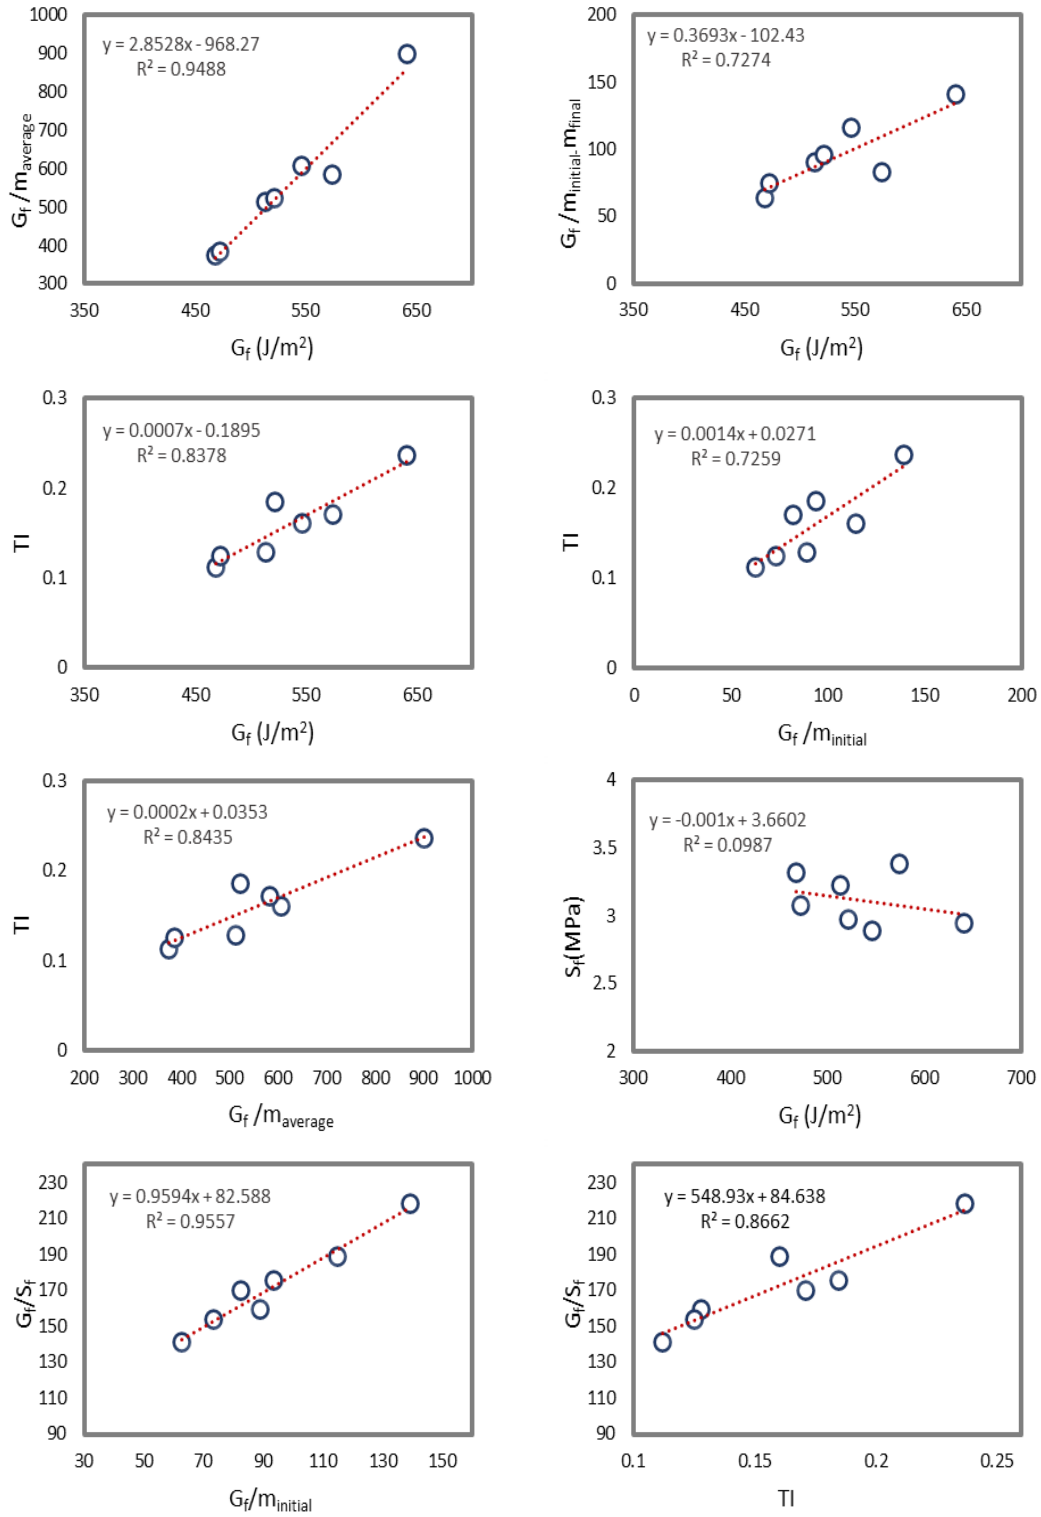 1000
900
800
700
600
500
400
300
y = 2.8528x - 968.27
R² = 0.9488
Gf /maverage
350 450 550 650
Gf (J/m²)
200
150
100
50
0
y = 0.3693x - 102.43
R² = 0.7274
Gf /minitial-mfinal
350 450 550 650
Gf (J/m²)
0.3
0.2
0.1
0
y = 0.0007x - 0.1895
R² = 0.8378
TI
350 450 550 650
Gf (J/m²)
0.3
0.2
0.1
0
y = 0.0014x + 0.0271
R² = 0.7259
TI
0 50 100 150 200
Gf /minitial
0.3
0.2
0.1
0
y = 0.0002x + 0.0353
R² = 0.8435
TI
200 300 400 500 600 700 800 900 1000
Gf /maverage
4
3.5
3
2.5
2
y = -0.001x + 3.6602
R² = 0.0987
Sf(MPa)
300 400 500 600 700
Gf (J/m²)
230
210
190
170
150
130
110
90
y = 0.9594x + 82.588
R² = 0.9557
Gf/Sf
30 50 70 90 110 130 150
Gf/minitial
230
210
190
170
150
130
110
90
y = 548.93x + 84.638
R² = 0.8662
Gf/Sf
0.1 0.15 0.2 0.25
TI